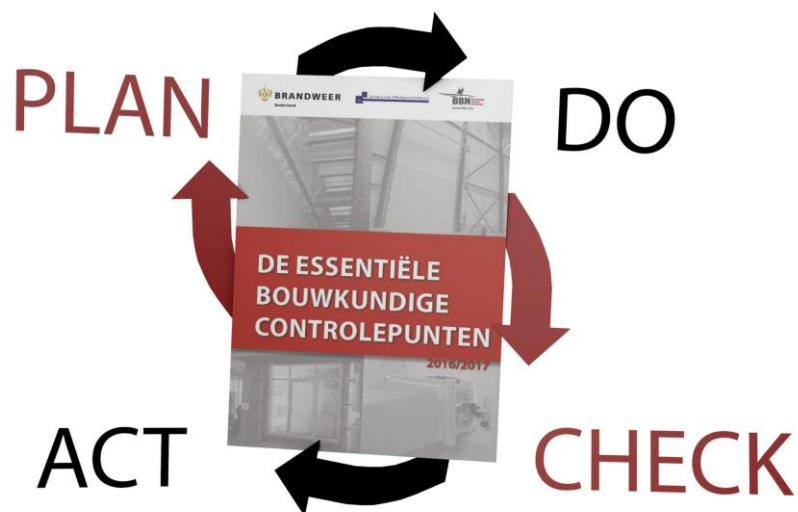 PLAN
DO
BRANDWEER
Nederland
BBN
DE ESSENTIËLE
BOUWKUNDIGE
CONTROLEPUNTEN
2016/2017
ACT
CHECK